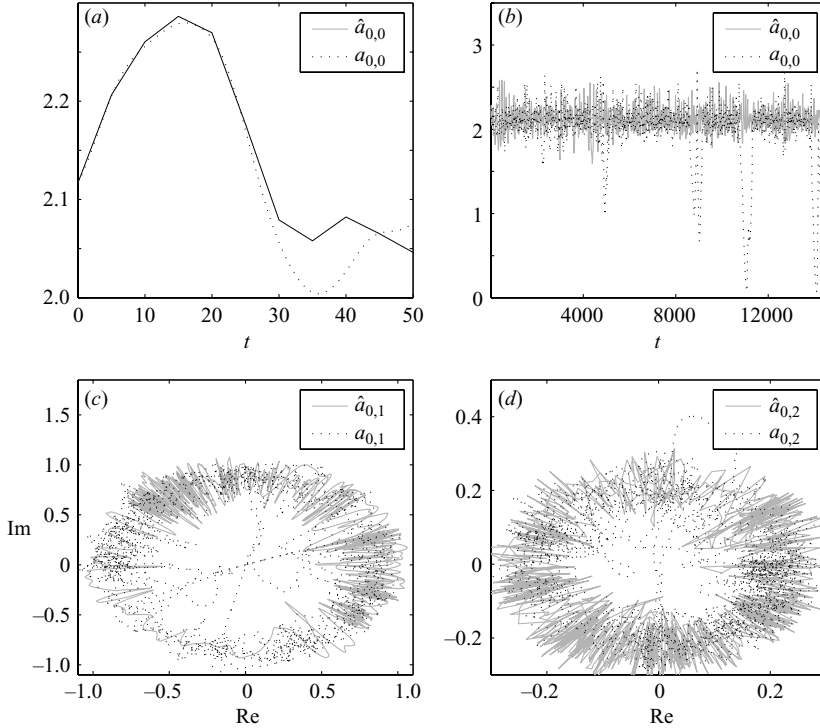 (a)
â0,0
a0,0
2.2
2.1
2.0
0 10 20 30 40 50
t
(b)
â0,0
a0,0
3
2
1
0
4000 8000 12000
t
(c)
â0,1
a0,1
1.5
1.0
0.5
Im
0
–0.5
–1.0
–1.0 –0.5 0 0.5 1.0
Re
(d)
â0,2
a0,2
0.4
0.2
0
–0.2
–0.2 0 0.2
Re